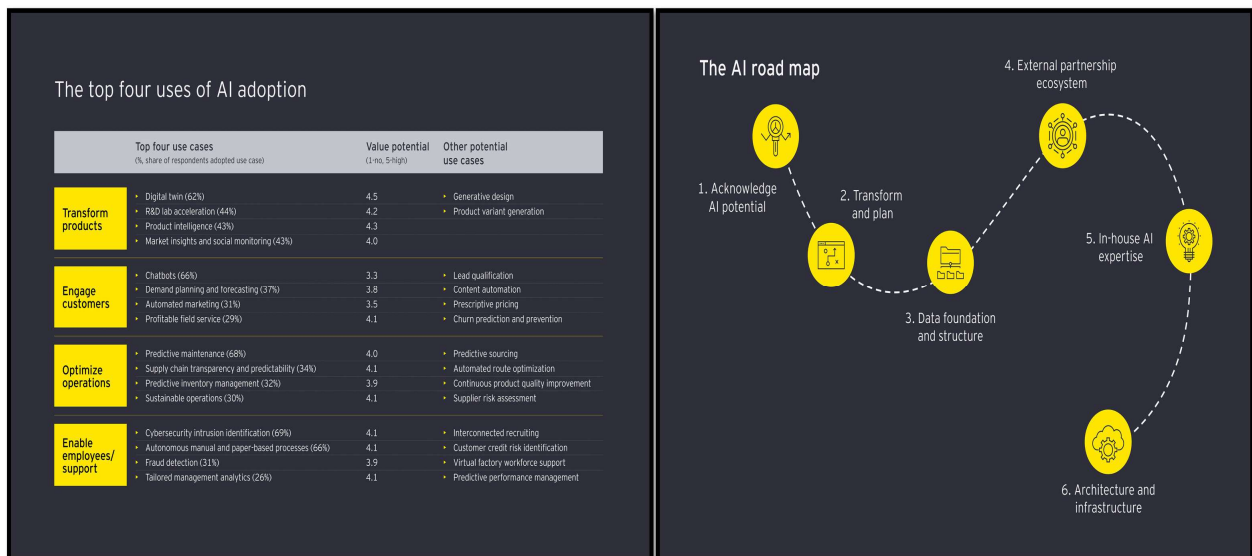 The top four uses of AI adoption
Top four use cases
(%, share of respondents adopted use case)
Value potential
(1-no, 5-high)
Other potential
use cases
Transform
products
‣ Digital twin (62%) 4.5 ‣ Generative design
‣ R&D lab acceleration (44%) 4.2 ‣ Product variant generation
‣ Product intelligence (43%) 4.3
‣ Market insights and social monitoring (43%) 4.0
Engage
customers
‣ Chatbots (66%) 3.3 ‣ Lead qualification
‣ Demand planning and forecasting (37%) 3.8 ‣ Content automation
‣ Automated marketing (31%) 3.5 ‣ Prescriptive pricing
‣ Profitable field service (29%) 4.1 ‣ Churn prediction and prevention
Optimize
operations
‣ Predictive maintenance (68%) 4.0 ‣ Predictive sourcing
‣ Supply chain transparency and predictability (34%) 4.1 ‣ Automated route optimization
‣ Predictive inventory management (32%) 3.9 ‣ Continuous product quality improvement
‣ Sustainable operations (30%) 4.1 ‣ Supplier risk assessment
Enable
employees/
support
‣ Cybersecurity intrusion identification (69%) 4.1 ‣ Interconnected recruiting
‣ Autonomous manual and paper-based processes (66%) 4.1 ‣ Customer credit risk identification
‣ Fraud detection (31%) 3.9 ‣ Virtual factory workforce support
‣ Tailored management analytics (26%) 4.1 ‣ Predictive performance management
The AI road map
1. Acknowledge
AI potential
2. Transform
and plan
3. Data foundation
and structure
4. External partnership
ecosystem
5. In-house AI
expertise
6. Architecture and
infrastructure